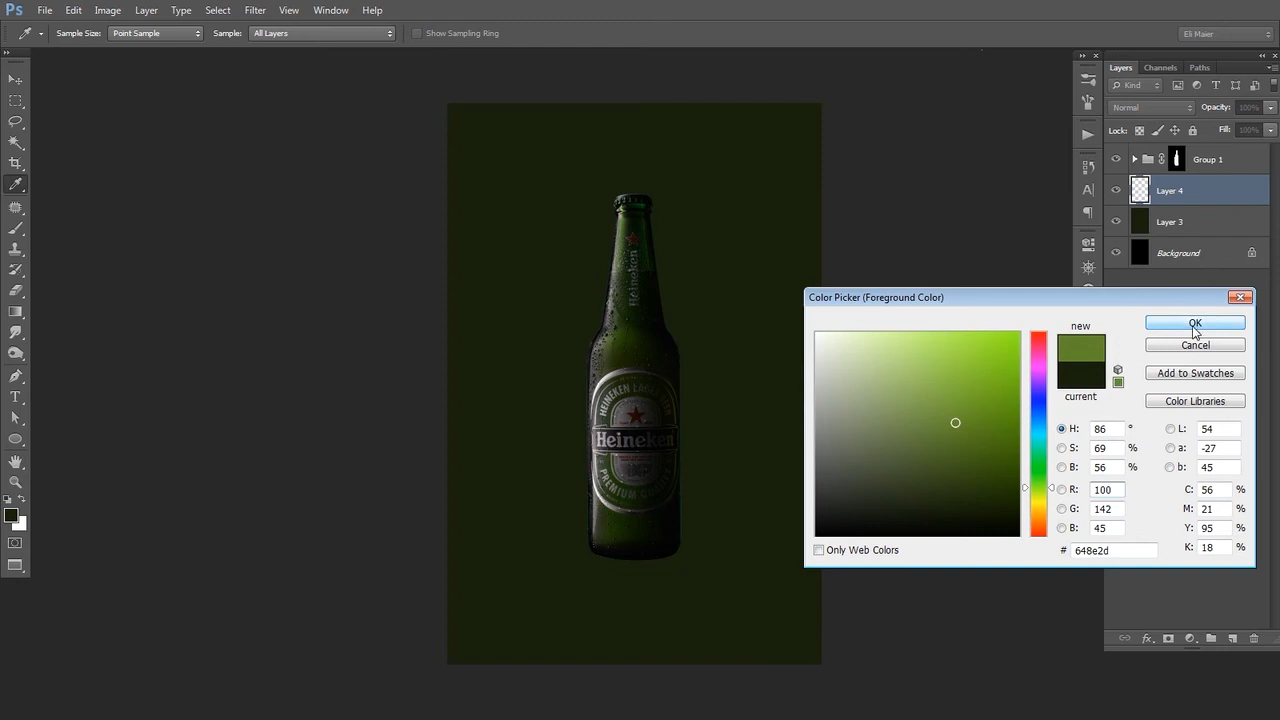 Ps File Edit Image Layer Type Select Filter View Window Help
Sample Size: Point Sample Sample: All Layers Show Sampling Ring Eli Maier
Layers Channels Paths
Kind
Normal Opacity: 100%
Lock: Fill: 100%
Group 1
Layer 4
Layer 3
Background
Heineken
HEINEKEN LAGER BEER
Heineken
PREMIUM QUALITY
Color Picker (Foreground Color)
new
current
OK
Cancel
Add to Swatches
Color Libraries
H: 86 ° L: 54
S: 69 % a: -27
B: 56 % b: 45
R: 100 C: 56 %
G: 142 M: 21 %
B: 45 Y: 95 %
# 648e2d K: 18 %
Only Web Colors